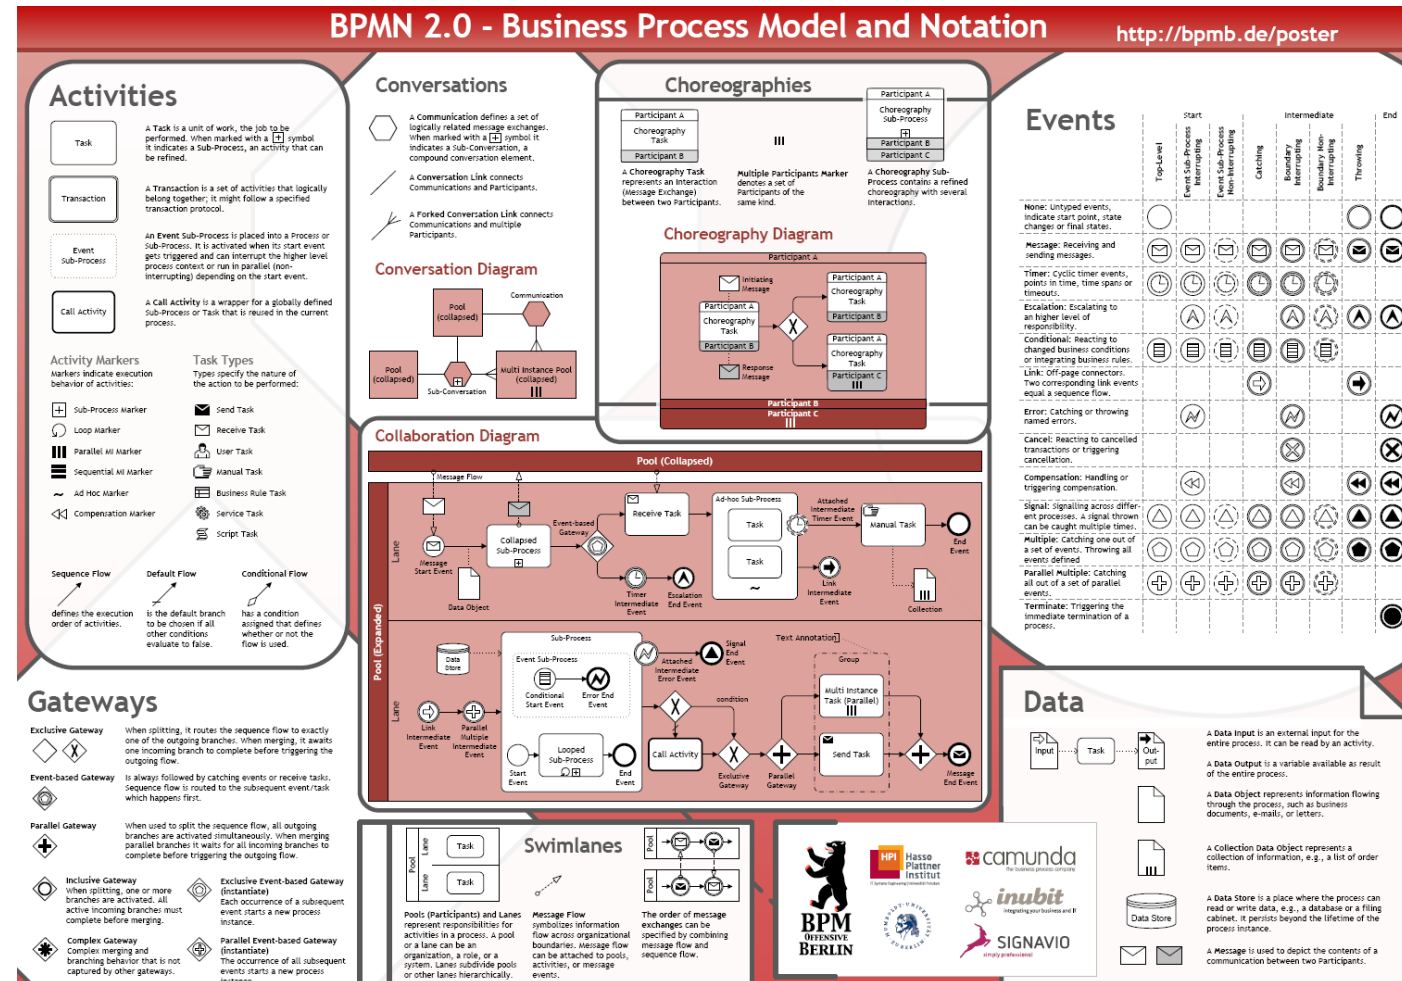 BPMN 2.0 - Business Process Model and Notation
http://bpmb.de/poster
Activities
Task
A Task is a unit of work, the job to be
performed. When marked with a + symbol
it indicates a Sub-Process, an activity that can
be refined.
Transaction
A Transaction is a set of activities that logically
belong together; it might follow a specified
transaction protocol.
Event
Sub-Process
An Event Sub-Process is placed into a Process or
Sub-Process. It is activated when its start event
gets triggered and can interrupt the higher level
process context or run in parallel (non-
interrupting) depending on the start event.
Call Activity
A Call Activity is a wrapper for a globally defined
Sub-Process or Task that is reused in the current
process.
Activity Markers
Markers indicate execution
behavior of activities:
Sub-Process Marker
Loop Marker
Parallel MI Marker
Sequential MI Marker
Ad Hoc Marker
Compensation Marker
Task Types
Types specify the nature of
the action to be performed:
Send Task
Receive Task
User Task
Manual Task
Business Rule Task
Service Task
Script Task
Sequence Flow
defines the execution
order of activities.
Default Flow
is the default branch
to be chosen if all
other conditions
evaluate to false.
Conditional Flow
has a condition
assigned that defines
whether or not the
flow is used.
Conversations
A Communication defines a set of
logically related message exchanges.
When marked with a + symbol it
indicates a Sub-Conversation, a
compound conversation element.
A Conversation Link connects
Communications and Participants.
A Forked Conversation Link connects
Communications and multiple
Participants.
Conversation Diagram
Pool
(collapsed)
Communication
Pool
(collapsed)
Sub-Conversation
Multi Instance Pool
(collapsed)
Choreographies
Participant A
Choreography
Task
Participant B
A Choreography Task
represents an Interaction
(Message Exchange)
between two Participants.
Multiple Participants Marker
denotes a set of
Participants of the
same kind.
Participant A
Choreography
Sub-Process
Participant B
Participant C
A Choreography Sub-
Process contains a refined
choreography with several
Interactions.
Choreography Diagram
Participant A
Initiating
Message
Participant A
Choreography
Task
Participant B
Response
Message
Participant A
Choreography
Task
Participant B
Participant A
Choreography
Task
Participant C
Participant B
Participant C
Events
Start
Intermediate
End
Top-Level
Event Sub-Process
Interrupting
Event Sub-Process
Non-Interrupting
Catching
Boundary
Interrupting
Boundary Non-
Interrupting
Throwing
None: Untyped events,
indicate start point, state
changes or final states.
Message: Receiving and
sending messages.
Timer: Cyclic timer events,
points in time, time spans or
timeouts.
Escalation: Escalating to
an higher level of
responsibility.
Conditional: Reacting to
changed business conditions
or integrating business rules.
Link: Off-page connectors.
Two corresponding link events
equal a sequence flow.
Error: Catching or throwing
named errors.
Cancel: Reacting to cancelled
transactions or triggering
cancellation.
Compensation: Handling or
triggering compensation.
Signal: Signalling across differ-
ent processes. A signal thrown
can be caught multiple times.
Multiple: Catching one out of
a set of events. Throwing all
events defined
Parallel Multiple: Catching
all out of a set of parallel
events.
Terminate: Triggering the
immediate termination of a
process.
Collaboration Diagram
Pool (Collapsed)
Message Flow
Pool (Expanded)
Lane
Message
Start Event
Collapsed
Sub-Process
Data Object
Event-based
Gateway
Receive Task
Timer
Intermediate
Event
Escalation
End Event
Ad-hoc Sub-Process
Task
Task
Attached
Intermediate
Timer Event
Manual Task
End
Event
Link
Intermediate
Event
Collection
Lane
Data
Store
Link
Intermediate
Event
Parallel
Multiple
Intermediate
Event
Sub-Process
Event Sub-Process
Conditional
Start Event
Error End
Event
Start
Event
Looped
Sub-Process
End
Event
Attached
Intermediate
Error Event
Signal
End
Event
condition
Call Activity
Exclusive
Gateway
Parallel
Gateway
Text Annotation
Group
Multi Instance
Task (Parallel)
Send Task
Message
End Event
Gateways
Exclusive Gateway
When splitting, it routes the sequence flow to exactly
one of the outgoing branches. When merging, it awaits
one incoming branch to complete before triggering the
outgoing flow.
Event-based Gateway
Is always followed by catching events or receive tasks.
Sequence flow is routed to the subsequent event/task
which happens first.
Parallel Gateway
When used to split the sequence flow, all outgoing
branches are activated simultaneously. When merging
parallel branches it waits for all incoming branches to
complete before triggering the outgoing flow.
Inclusive Gateway
When splitting, one or more
branches are activated. All
active incoming branches must
complete before merging.
Exclusive Event-based Gateway
(instantiate)
Each occurrence of a subsequent
event starts a new process
instance.
Complex Gateway
Complex merging and
branching behavior that is not
captured by other gateways.
Parallel Event-based Gateway
(instantiate)
The occurrence of all subsequent
events starts a new process
instance.
Swimlanes
Pool
Lane
Task
Lane
Task
Pools (Participants) and Lanes
represent responsibilities for
activities in a process. A pool
or a lane can be an
organization, a role, or a
system. Lanes subdivide pools
or other lanes hierarchically.
Message Flow
symbolizes information
flow across organizational
boundaries. Message flow
can be attached to pools,
activities, or message
events.
Pool
Pool
The order of message
exchanges can be
specified by combining
message flow and
sequence flow.
BPM
OFFENSIVE
BERLIN
HPI
Hasso
Plattner
Institut
IT Systems Engineering | Universität Potsdam
HUMBOLDT-UNIVERSITÄT ZU BERLIN
camunda
the business process company
inubit
integrating your business and IT
SIGNAVIO
simply professional
Data
Input
Task
Out-
put
A Data Input is an external input for the
entire process. It can be read by an activity.
A Data Output is a variable available as result
of the entire process.
A Data Object represents information flowing
through the process, such as business
documents, e-mails, or letters.
A Collection Data Object represents a
collection of information, e.g., a list of order
items.
Data Store
A Data Store is a place where the process can
read or write data, e.g., a database or a filing
cabinet. It persists beyond the lifetime of the
process instance.
A Message is used to depict the contents of a
communication between two Participants.